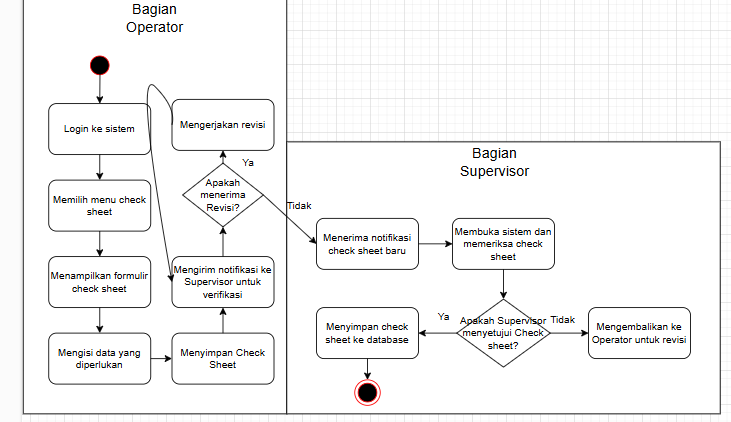 Bagian
Operator
Login ke sistem
Memilih menu check
sheet
Menampilkan formulir
check sheet
Mengisi data yang
diperlukan
Menyimpan Check
Sheet
Mengirim notifikasi ke
Supervisor untuk
verifikasi
Apakah
menerima
Revisi?
Ya
Mengerjakan revisi
Tidak
Bagian
Supervisor
Menerima notifikasi
check sheet baru
Membuka sistem dan
memeriksa check
sheet
Apakah Supervisor
menyetujui Check
sheet?
Ya
Tidak
Menyimpan check
sheet ke database
Mengembalikan ke
Operator untuk revisi